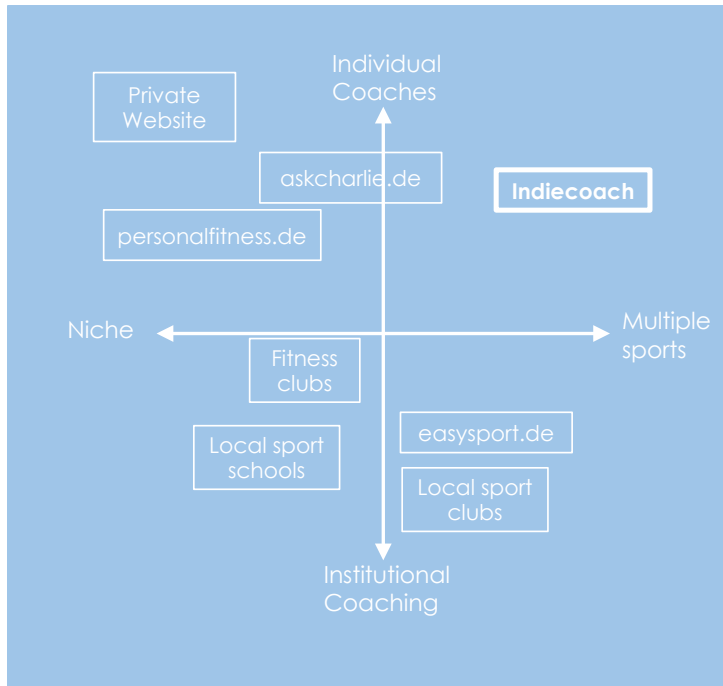 Individual
Coaches
Private
Website
askcharlie.de
Indiecoach
personalfitness.de
Niche
Multiple
sports
Fitness
clubs
easysport.de
Local sport
schools
Local sport
clubs
Institutional
Coaching